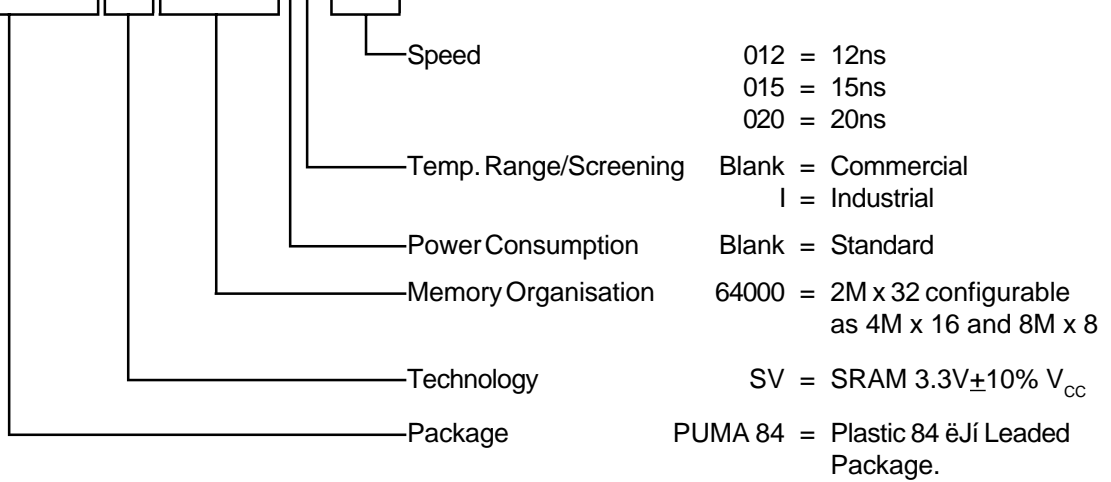 Speed 012 = 12ns
015 = 15ns
020 = 20ns
Temp. Range/Screening Blank = Commercial
I = Industrial
Power Consumption Blank = Standard
Memory Organisation 64000 = 2M x 32 configurable
as 4M x 16 and 8M x 8
Technology SV = SRAM 3.3V±10% VCC
Package PUMA 84 = Plastic 84 ëJí Leaded
Package.